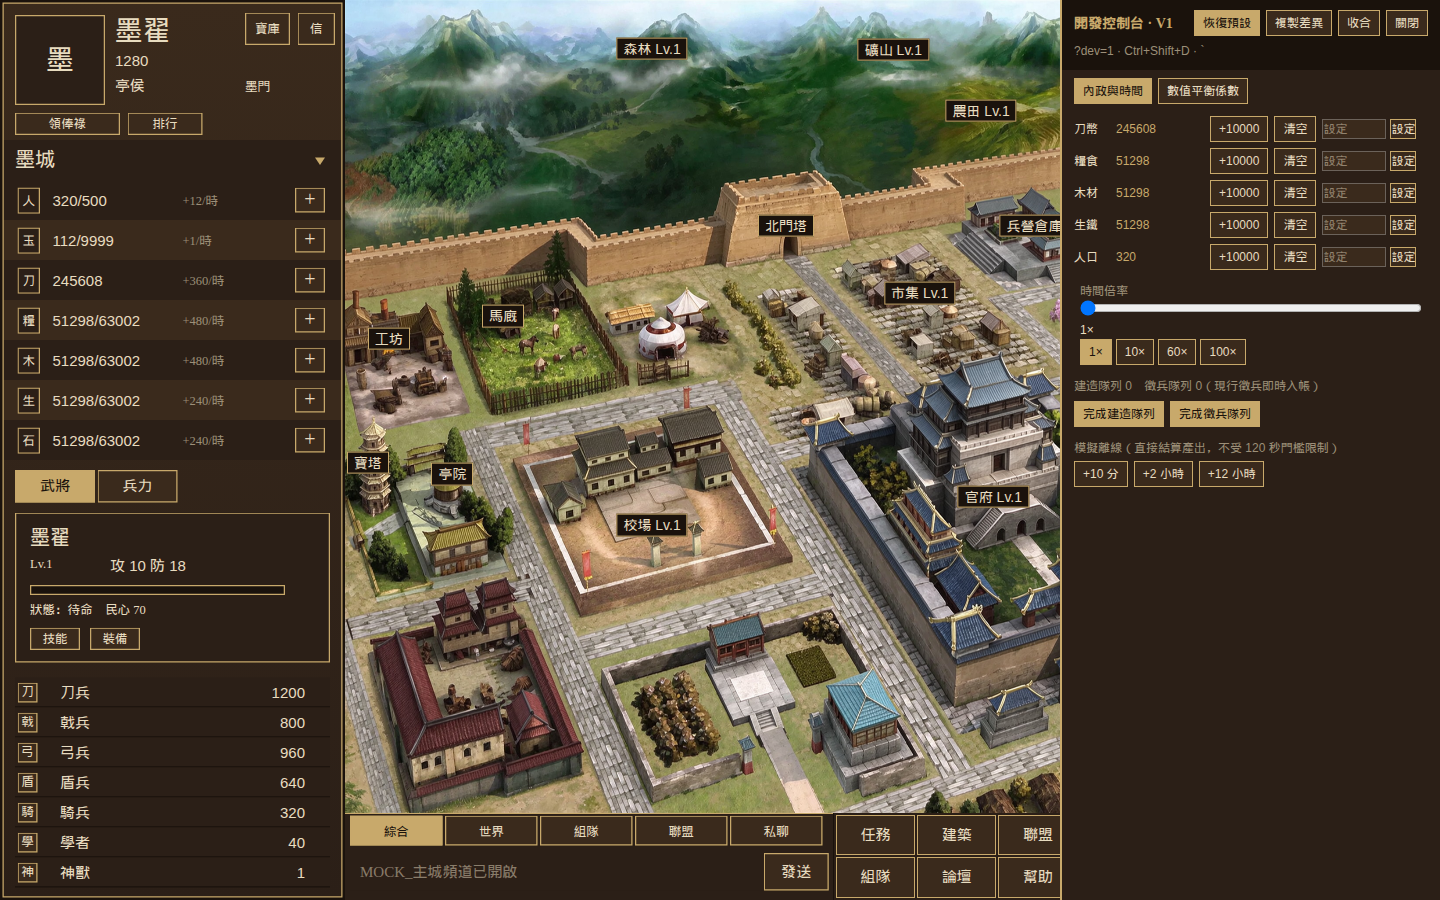 墨
墨翟
1280
亭侯
墨門
寶庫
信
領俸祿
排行
墨城
人 320/500 +12/時 +
玉 112/9999 +1/時 +
刀 245608 +360/時 +
糧 51298/63002 +480/時 +
木 51298/63002 +480/時 +
生 51298/63002 +240/時 +
石 51298/63002 +240/時 +
武將
兵力
墨翟
Lv.1 攻 10 防 18
狀態: 待命 民心 70
技能
裝備
刀 刀兵 1200
戟 戟兵 800
弓 弓兵 960
盾 盾兵 640
騎 騎兵 320
學 學者 40
神 神獸 1
森林 Lv.1
礦山 Lv.1
農田 Lv.1
北門塔
兵營倉庫
市集 Lv.1
馬廄
工坊
寶塔
亭院
官府 Lv.1
校場 Lv.1
綜合
世界
組隊
聯盟
私聊
MOCK_主城頻道已開啟
發送
任務
建築
聯盟
組隊
論壇
幫助
開發控制台 · V1
恢復預設
複製差異
收合
關閉
?dev=1 · Ctrl+Shift+D · `
內政與時間
數值平衡係數
刀幣 245608 +10000 清空 設定 設定
糧食 51298 +10000 清空 設定 設定
木材 51298 +10000 清空 設定 設定
生鐵 51298 +10000 清空 設定 設定
人口 320 +10000 清空 設定 設定
時間倍率
1×
1×
10×
60×
100×
建造隊列 0 徵兵隊列 0 ( 現行徵兵即時入帳 )
完成建造隊列
完成徵兵隊列
模擬離線 ( 直接結算產出，不受 120 秒門檻限制 )
+10 分
+2 小時
+12 小時